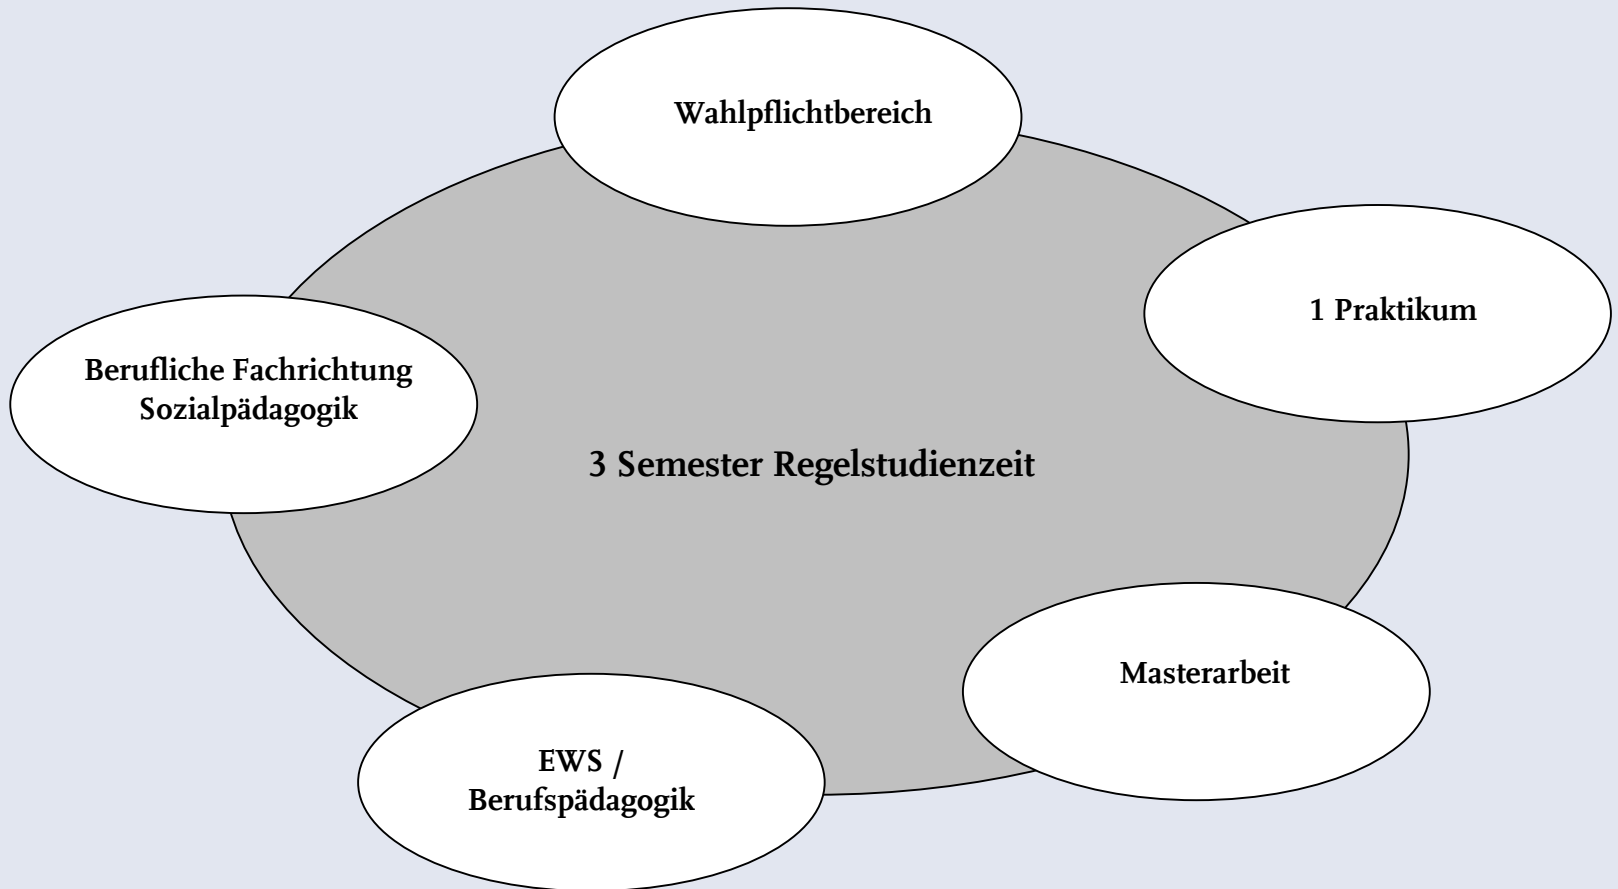 Wahlpflichtbereich
1 Praktikum
Berufliche Fachrichtung
Sozialpädagogik
3 Semester Regelstudienzeit
Masterarbeit
EWS /
Berufspädagogik